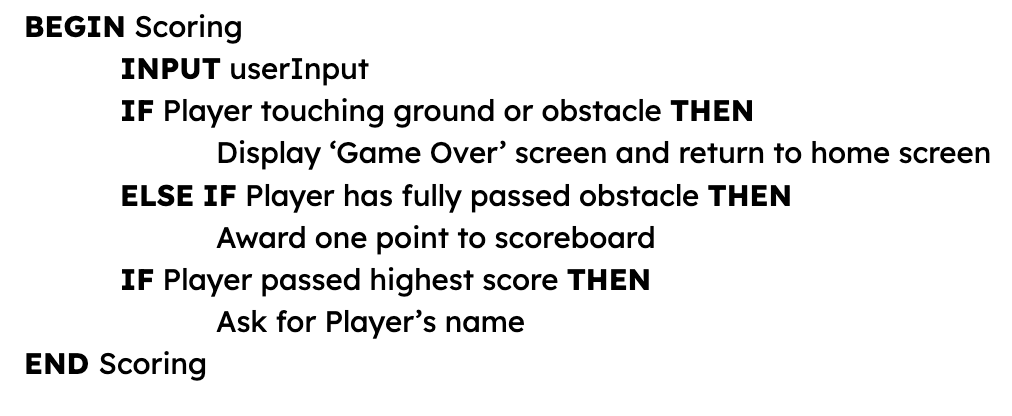 BEGIN Scoring
INPUT userInput
IF Player touching ground or obstacle THEN
Display ‘Game Over’ screen and return to home screen
ELSE IF Player has fully passed obstacle THEN
Award one point to scoreboard
IF Player passed highest score THEN
Ask for Player’s name
END Scoring